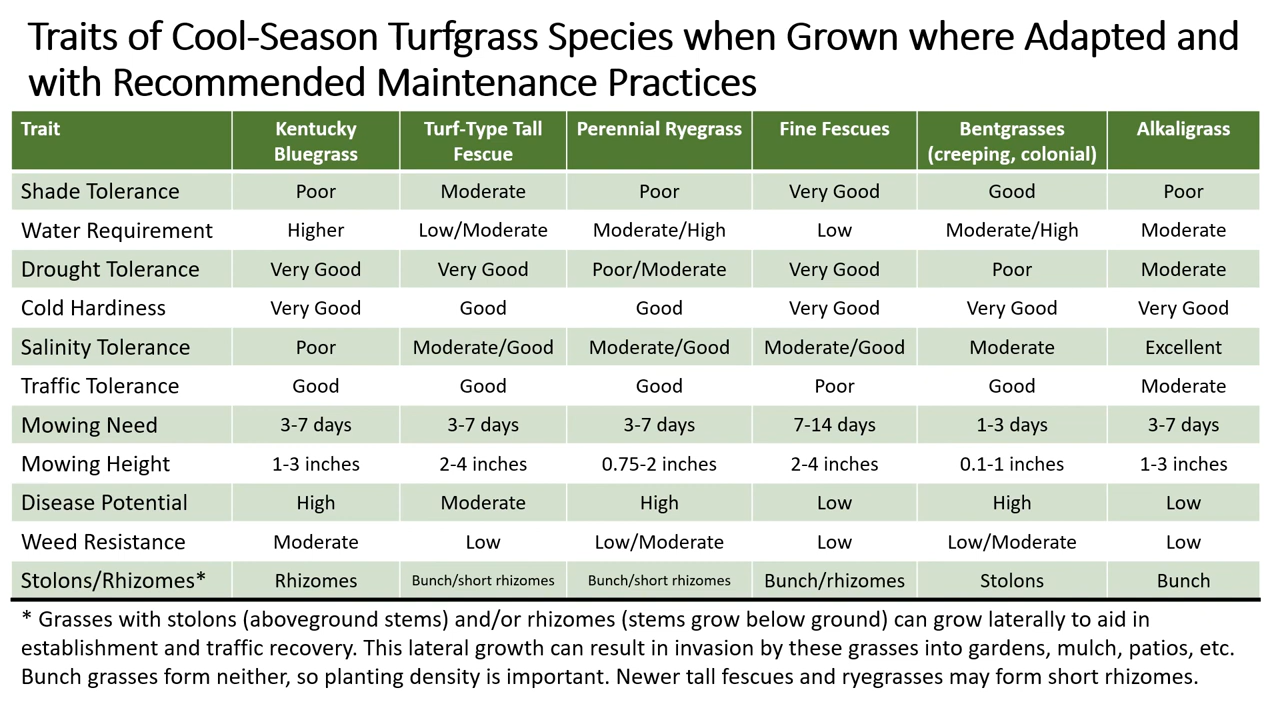 Traits of Cool-Season Turfgrass Species when Grown where Adapted and
with Recommended Maintenance Practices
Trait Kentucky Bluegrass Turf-Type Tall Fescue Perennial Ryegrass Fine Fescues Bentgrasses (creeping, colonial) Alkaligrass
Shade Tolerance Poor Moderate Poor Very Good Good Poor
Water Requirement Higher Low/Moderate Moderate/High Low Moderate/High Moderate
Drought Tolerance Very Good Very Good Poor/Moderate Very Good Poor Moderate
Cold Hardiness Very Good Good Good Very Good Very Good Very Good
Salinity Tolerance Poor Moderate/Good Moderate/Good Moderate/Good Moderate Excellent
Traffic Tolerance Good Good Good Poor Good Moderate
Mowing Need 3-7 days 3-7 days 3-7 days 7-14 days 1-3 days 3-7 days
Mowing Height 1-3 inches 2-4 inches 0.75-2 inches 2-4 inches 0.1-1 inches 1-3 inches
Disease Potential High Moderate High Low High Low
Weed Resistance Moderate Low Low/Moderate Low Low/Moderate Low
Stolons/Rhizomes* Rhizomes Bunch/short rhizomes Bunch/short rhizomes Bunch/rhizomes Stolons Bunch
* Grasses with stolons (aboveground stems) and/or rhizomes (stems grow below ground) can grow laterally to aid in
establishment and traffic recovery. This lateral growth can result in invasion by these grasses into gardens, mulch, patios, etc.
Bunch grasses form neither, so planting density is important. Newer tall fescues and ryegrasses may form short rhizomes.